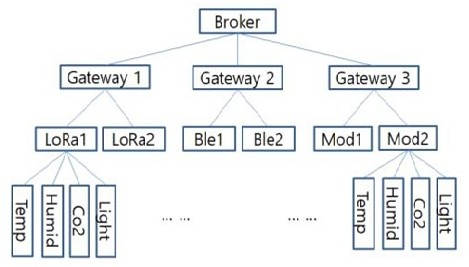 Broker
Gateway 1 Gateway 2 Gateway 3
LoRa1 LoRa2 Ble1 Ble2 Mod1 Mod2
Temp Humid Co2 Light ... ... ... ... Temp Humid Co2 Light